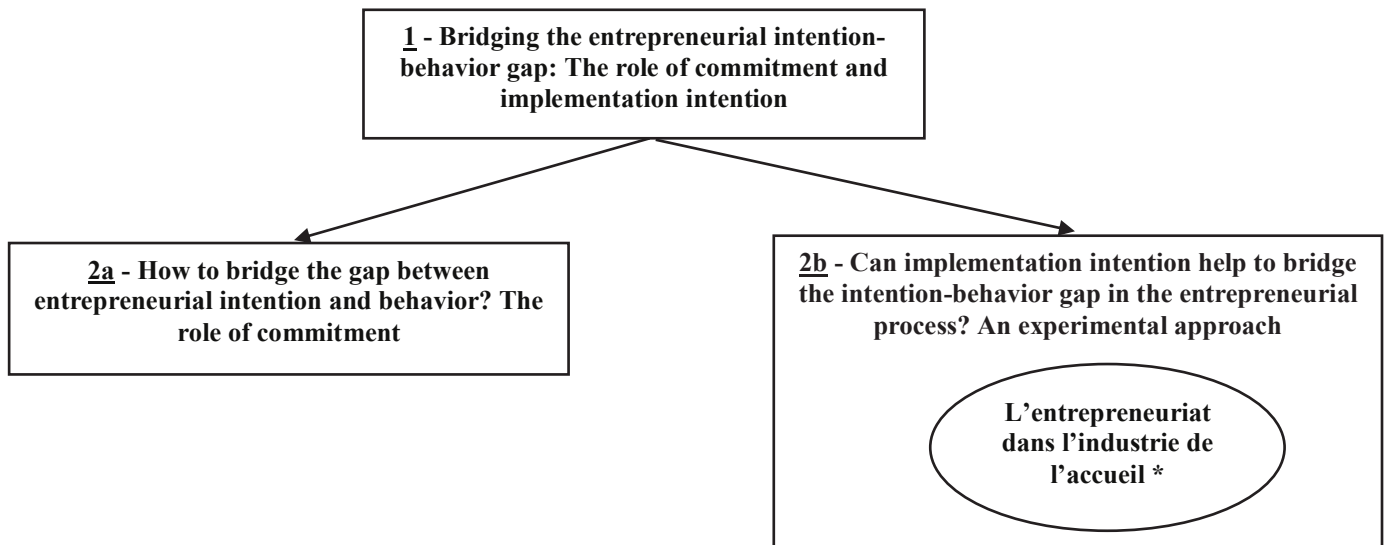 1 - Bridging the entrepreneurial intention-
behavior gap: The role of commitment and
implementation intention
2a - How to bridge the gap between
entrepreneurial intention and behavior? The
role of commitment
2b - Can implementation intention help to bridge
the intention-behavior gap in the entrepreneurial
process? An experimental approach
L’entrepreneuriat
dans l’industrie de
l’accueil *